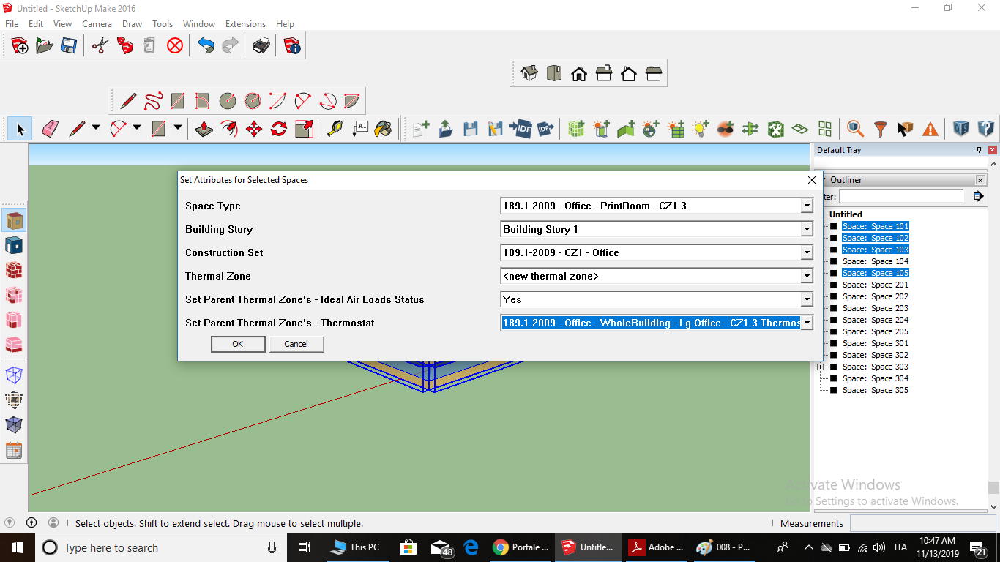 Untitled - SketchUp Make 2016
File Edit View Camera Draw Tools Window Extensions Help
A1
IDF
IDF
Default Tray
Set Attributes for Selected Spaces
Outliner
ter:
Space Type 189.1-2009 - Office - PrintRoom - CZ1-3
Building Story Building Story 1
Construction Set 189.1-2009 - CZ1 - Office
Thermal Zone <new thermal zone>
Set Parent Thermal Zone's - Ideal Air Loads Status Yes
Set Parent Thermal Zone's - Thermostat 189.1-2009 - Office - WholeBuilding - Lg Office - CZ1-3 Thermos
OK Cancel
Untitled
Space: Space 101
Space: Space 102
Space: Space 103
Space: Space 104
Space: Space 105
Space: Space 201
Space: Space 202
Space: Space 203
Space: Space 204
Space: Space 205
Space: Space 301
Space: Space 302
Space: Space 303
Space: Space 304
Space: Space 305
Activate Windows
Settings to activate Windows.
Select objects. Shift to extend select. Drag mouse to select multiple.
Measurements
Type here to search
This PC
48
Portale ...
Untitle...
Adobe ...
008 - P...
ITA
10:47 AM
11/13/2019
21